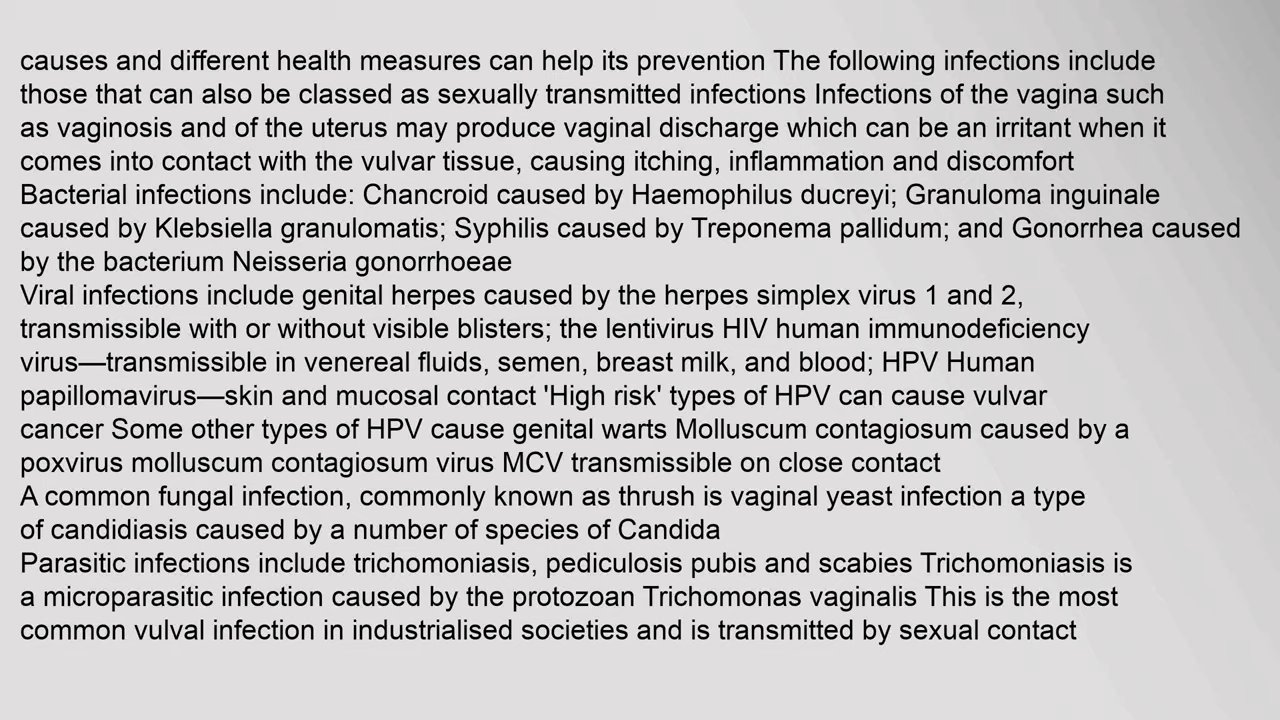 causes and different health measures can help its prevention The following infections include
those that can also be classed as sexually transmitted infections Infections of the vagina such
as vaginosis and of the uterus may produce vaginal discharge which can be an irritant when it
comes into contact with the vulvar tissue, causing itching, inflammation and discomfort
Bacterial infections include: Chancroid caused by Haemophilus ducreyi; Granuloma inguinale
caused by Klebsiella granulomatis; Syphilis caused by Treponema pallidum; and Gonorrhea caused
by the bacterium Neisseria gonorrhoeae
Viral infections include genital herpes caused by the herpes simplex virus 1 and 2,
transmissible with or without visible blisters; the lentivirus HIV human immunodeficiency
virus—transmissible in venereal fluids, semen, breast milk, and blood; HPV Human
papillomavirus—skin and mucosal contact 'High risk' types of HPV can cause vulvar
cancer Some other types of HPV cause genital warts Molluscum contagiosum caused by a
poxvirus molluscum contagiosum virus MCV transmissible on close contact
A common fungal infection, commonly known as thrush is vaginal yeast infection a type
of candidiasis caused by a number of species of Candida
Parasitic infections include trichomoniasis, pediculosis pubis and scabies Trichomoniasis is
a microparasitic infection caused by the protozoan Trichomonas vaginalis This is the most
common vulval infection in industrialised societies and is transmitted by sexual contact